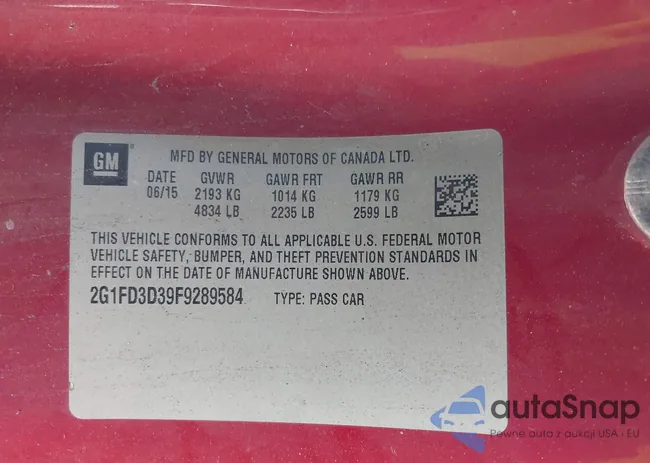 GM
MFD BY GENERAL MOTORS OF CANADA LTD.
DATE GVWR GAWR FRT GAWR RR
06/15 2193 KG 1014 KG 1179 KG
4834 LB 2235 LB 2599 LB
THIS VEHICLE CONFORMS TO ALL APPLICABLE U.S. FEDERAL MOTOR
VEHICLE SAFETY, BUMPER, AND THEFT PREVENTION STANDARDS IN
EFFECT ON THE DATE OF MANUFACTURE SHOWN ABOVE.
2G1FD3D39F9289584 TYPE: PASS CAR
autaSnap
Pewne auta z aukcji USA i EU